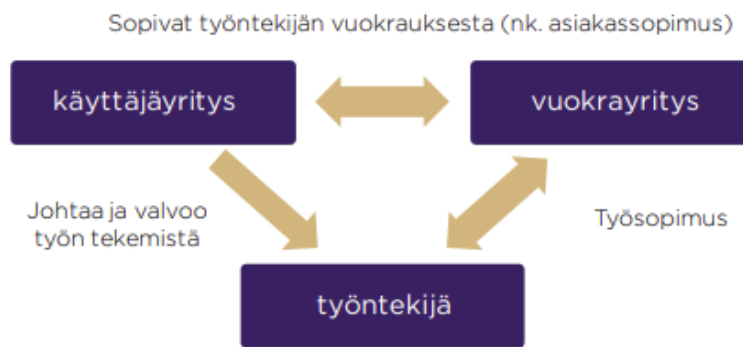 Sopivat työntekijän vuokrauksesta (nk. asiakassopimus)
käyttäjäyritys
vuokrayritys
Johtaa ja valvoo
työn tekemistä
Työsopimus
työntekijä